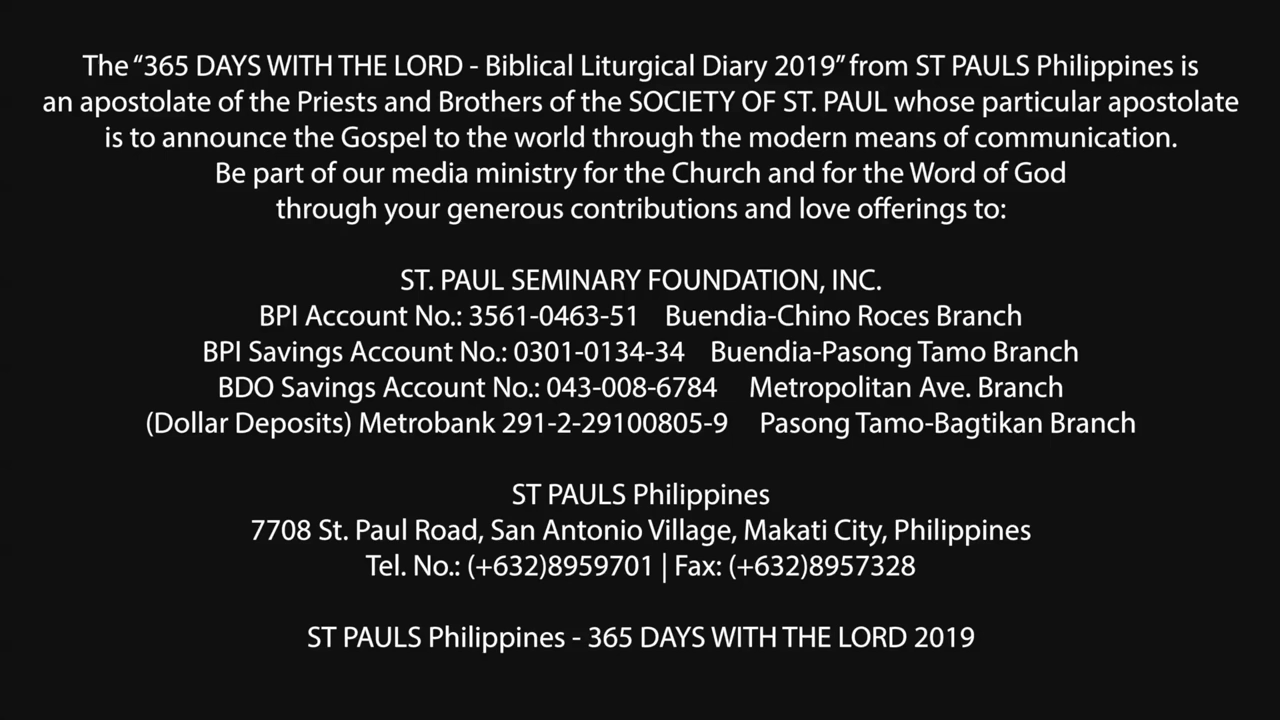 The “365 DAYS WITH THE LORD - Biblical Liturgical Diary 2019” from ST PAULS Philippines is
an apostolate of the Priests and Brothers of the SOCIETY OF ST. PAUL whose particular apostolate
is to announce the Gospel to the world through the modern means of communication.
Be part of our media ministry for the Church and for the Word of God
through your generous contributions and love offerings to:
ST. PAUL SEMINARY FOUNDATION, INC.
BPI Account No.: 3561-0463-51 Buendia-Chino Roces Branch
BPI Savings Account No.: 0301-0134-34 Buendia-Pasong Tamo Branch
BDO Savings Account No.: 043-008-6784 Metropolitan Ave. Branch
(Dollar Deposits) Metrobank 291-2-29100805-9 Pasong Tamo-Bagtikan Branch
ST PAULS Philippines
7708 St. Paul Road, San Antonio Village, Makati City, Philippines
Tel. No.: (+632)8959701 | Fax: (+632)8957328
ST PAULS Philippines - 365 DAYS WITH THE LORD 2019